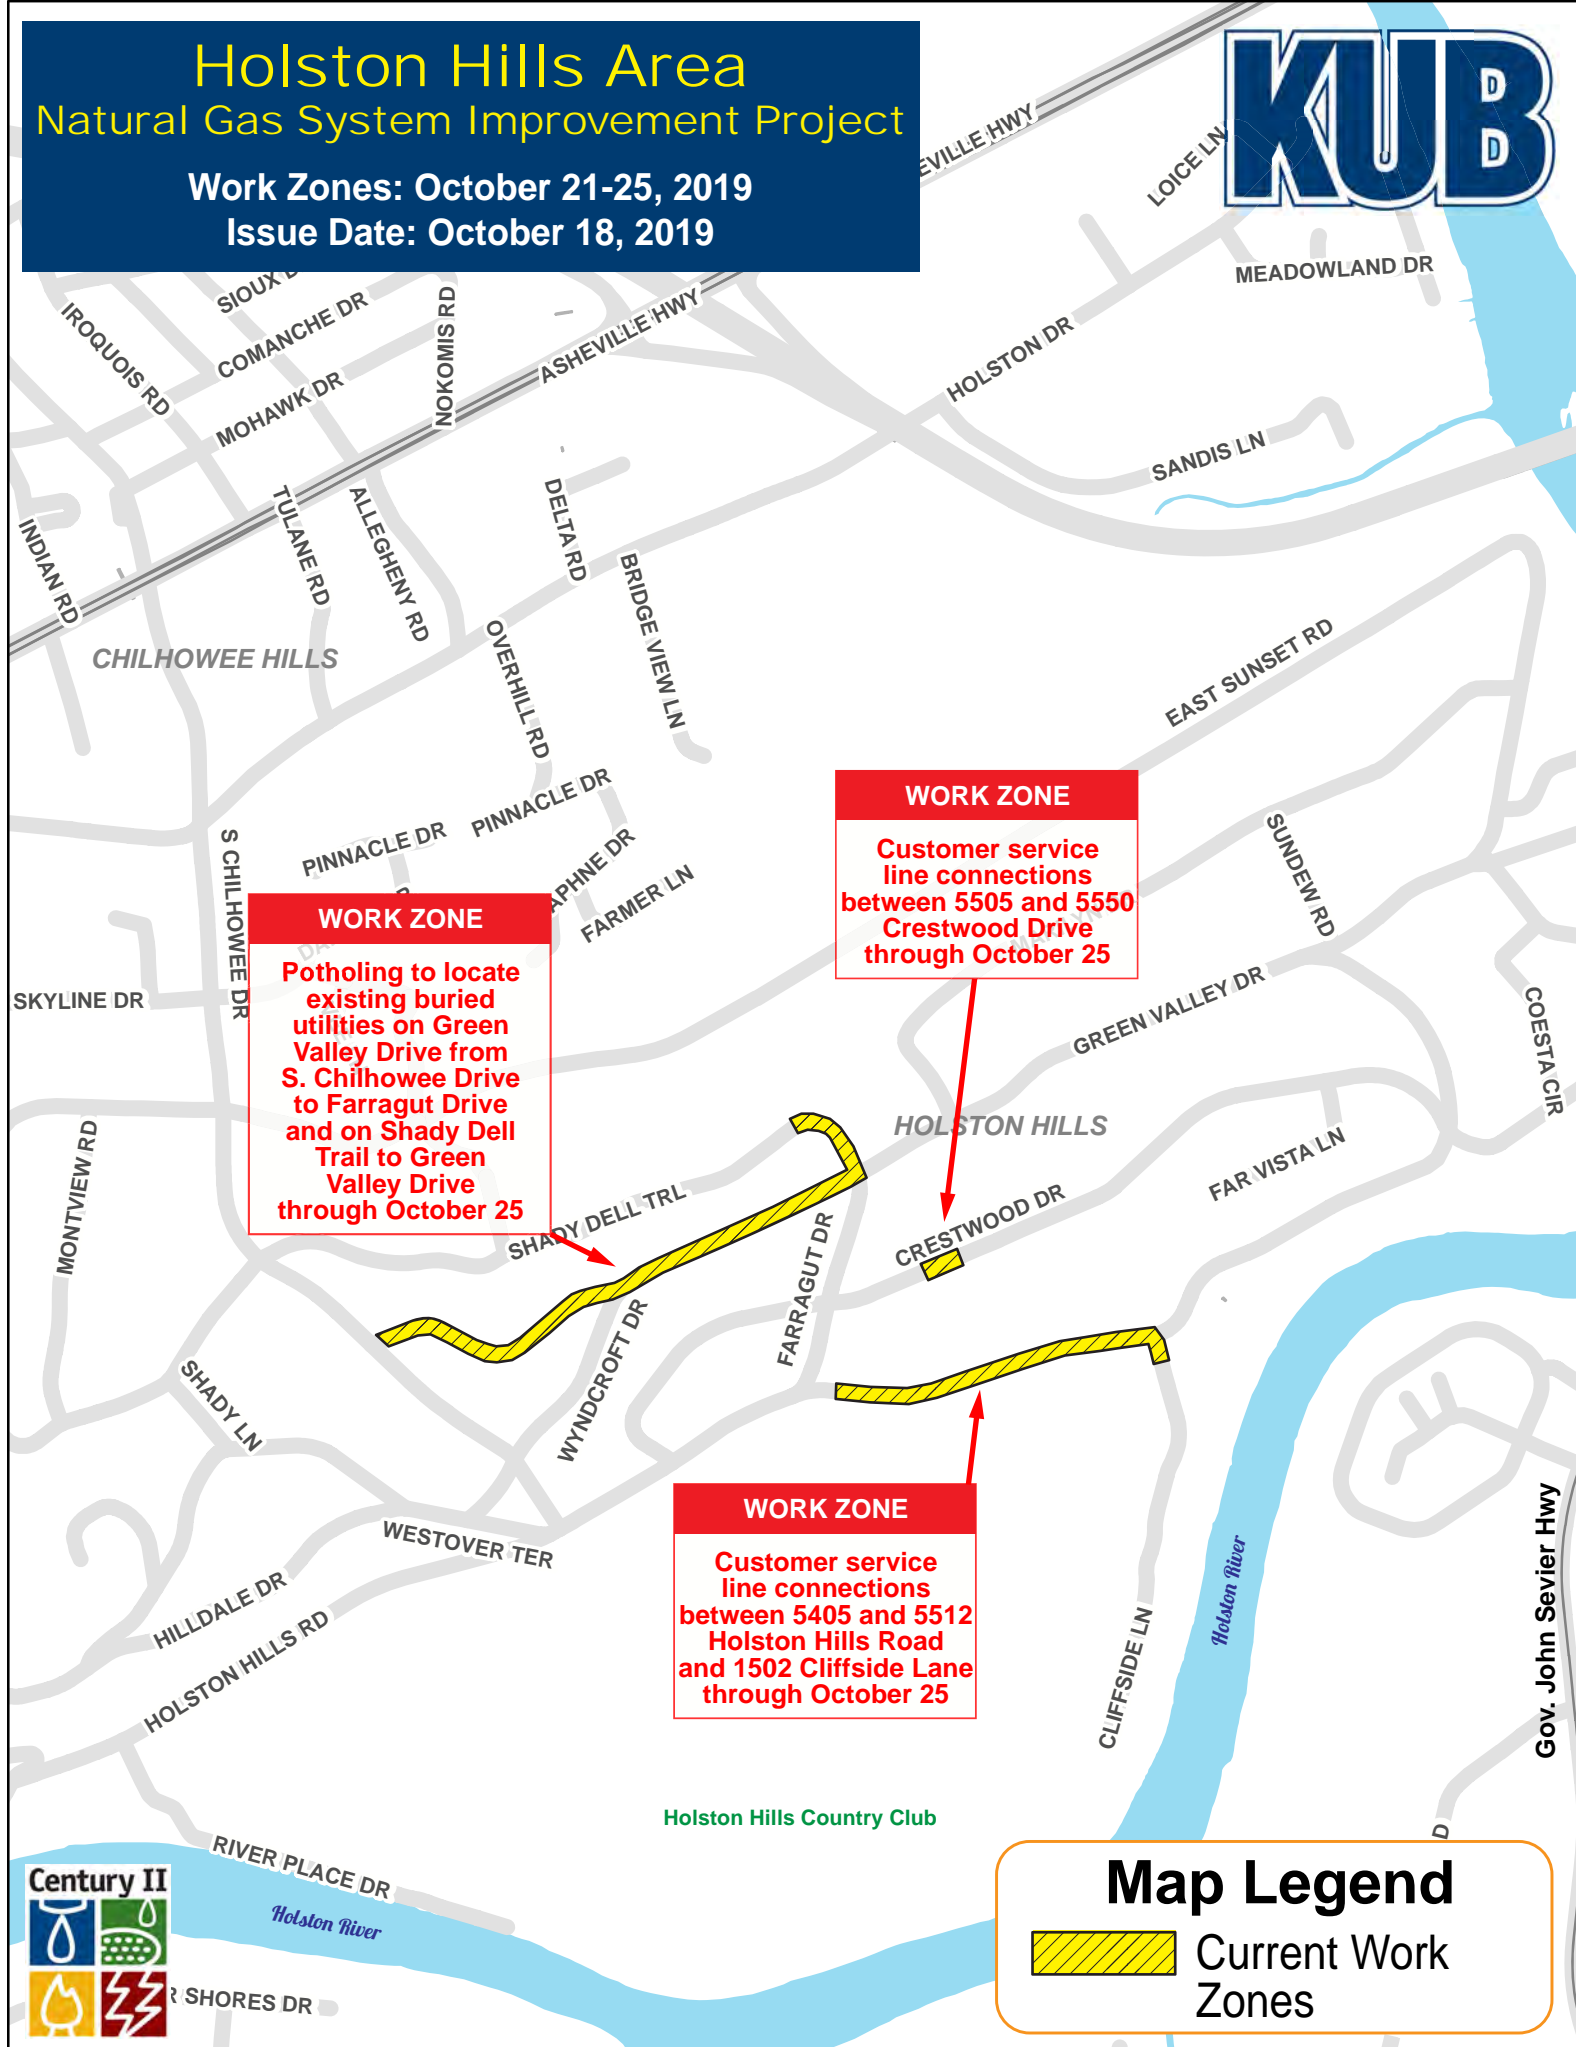 Holston Hills Area
Natural Gas System Improvement Project
Work Zones: October 21-25, 2019
Issue Date: October 18, 2019
KUB
EVILLE HWY
LOICE LN
MEADOWLAND DR
SIOUX
IROQUOIS RD
COMANCHE DR
NOKOMIS RD
ASHEVILLE HWY
MOHAWK DR
HOLSTON DR
SANDIS LN
INDIAN RD
TULANE RD
ALLEGHENY RD
DELTA RD
BRIDGE VIEW LN
CHILHOWEE HILLS
OVERHILL RD
EAST SUNSET RD
PINNACLE DR
PINNACLE DR
S CHILHOWEE DR
APHNE DR
FARMER LN
SUNDEW RD
SKYLINE DR
WORK ZONE
Customer service
line connections
between 5505 and 5550
Crestwood Drive
through October 25
WORK ZONE
Potholing to locate
existing buried
utilities on Green
Valley Drive from
S. Chilhowee Drive
to Farragut Drive
and on Shady Dell
Trail to Green
Valley Drive
through October 25
GREEN VALLEY DR
COESTA CIR
HOLSTON HILLS
MONTVIEW RD
FAR VISTA LN
SHADY DELL TRL
CRESTWOOD DR
FARRAGUT DR
WYNDCROFT DR
SHADY LN
WESTOVER TER
WORK ZONE
Customer service
line connections
between 5405 and 5512
Holston Hills Road
and 1502 Cliffside Lane
through October 25
HILLDALE DR
HOLSTON HILLS RD
CLIFFSIDE LN
Holston River
Gov. John Sevier Hwy
Holston Hills Country Club
RIVER PLACE DR
Holston River
Century II
R SHORES DR
D
Map Legend
Current Work
Zones